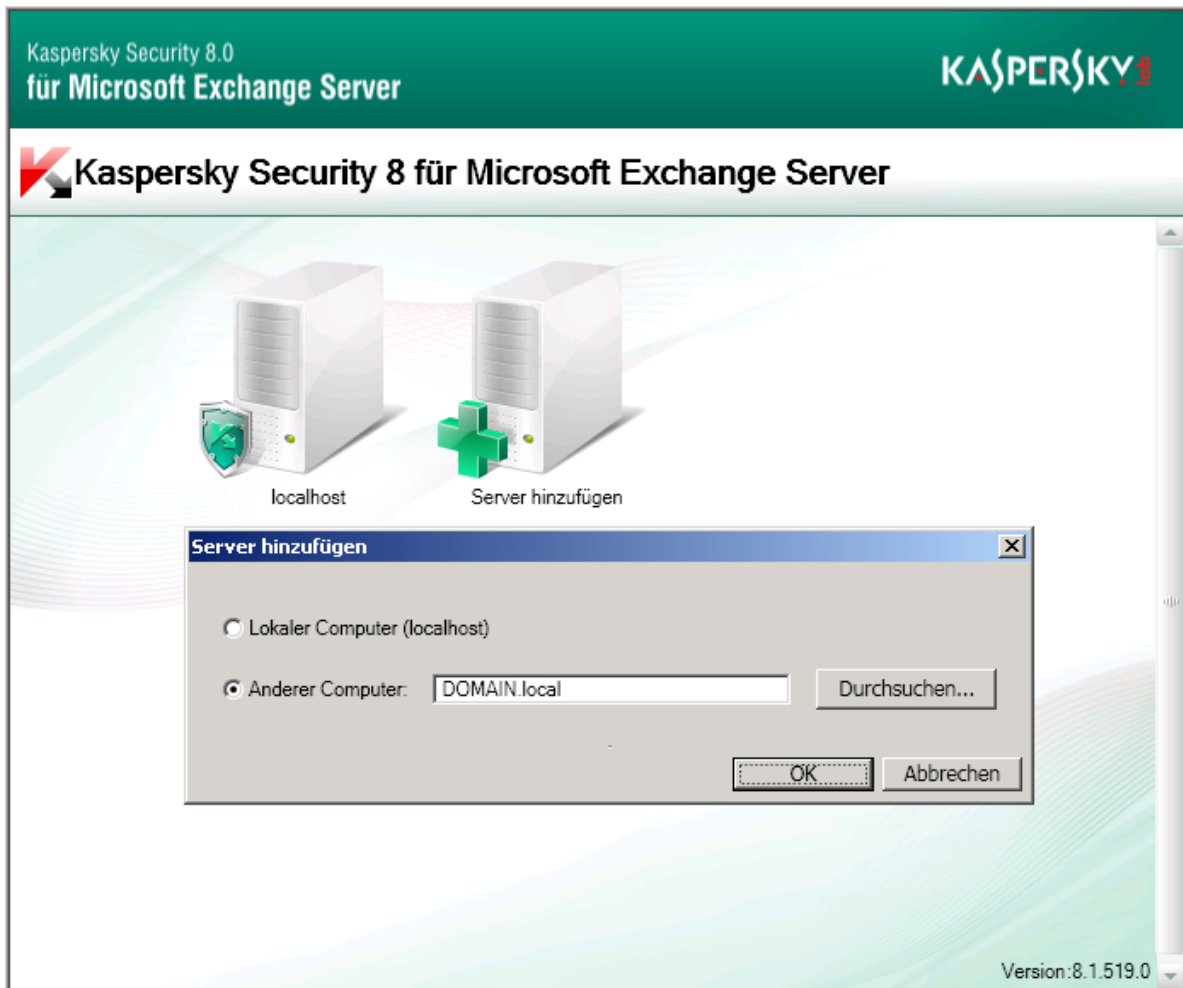 Kaspersky Security 8.0
für Microsoft Exchange Server
KASPERSKY lab
Kaspersky Security 8 für Microsoft Exchange Server
localhost
Server hinzufügen
Server hinzufügen
Lokaler Computer (localhost)
Anderer Computer: DOMAIN.local Durchsuchen...
OK Abbrechen
Version:8.1.519.0